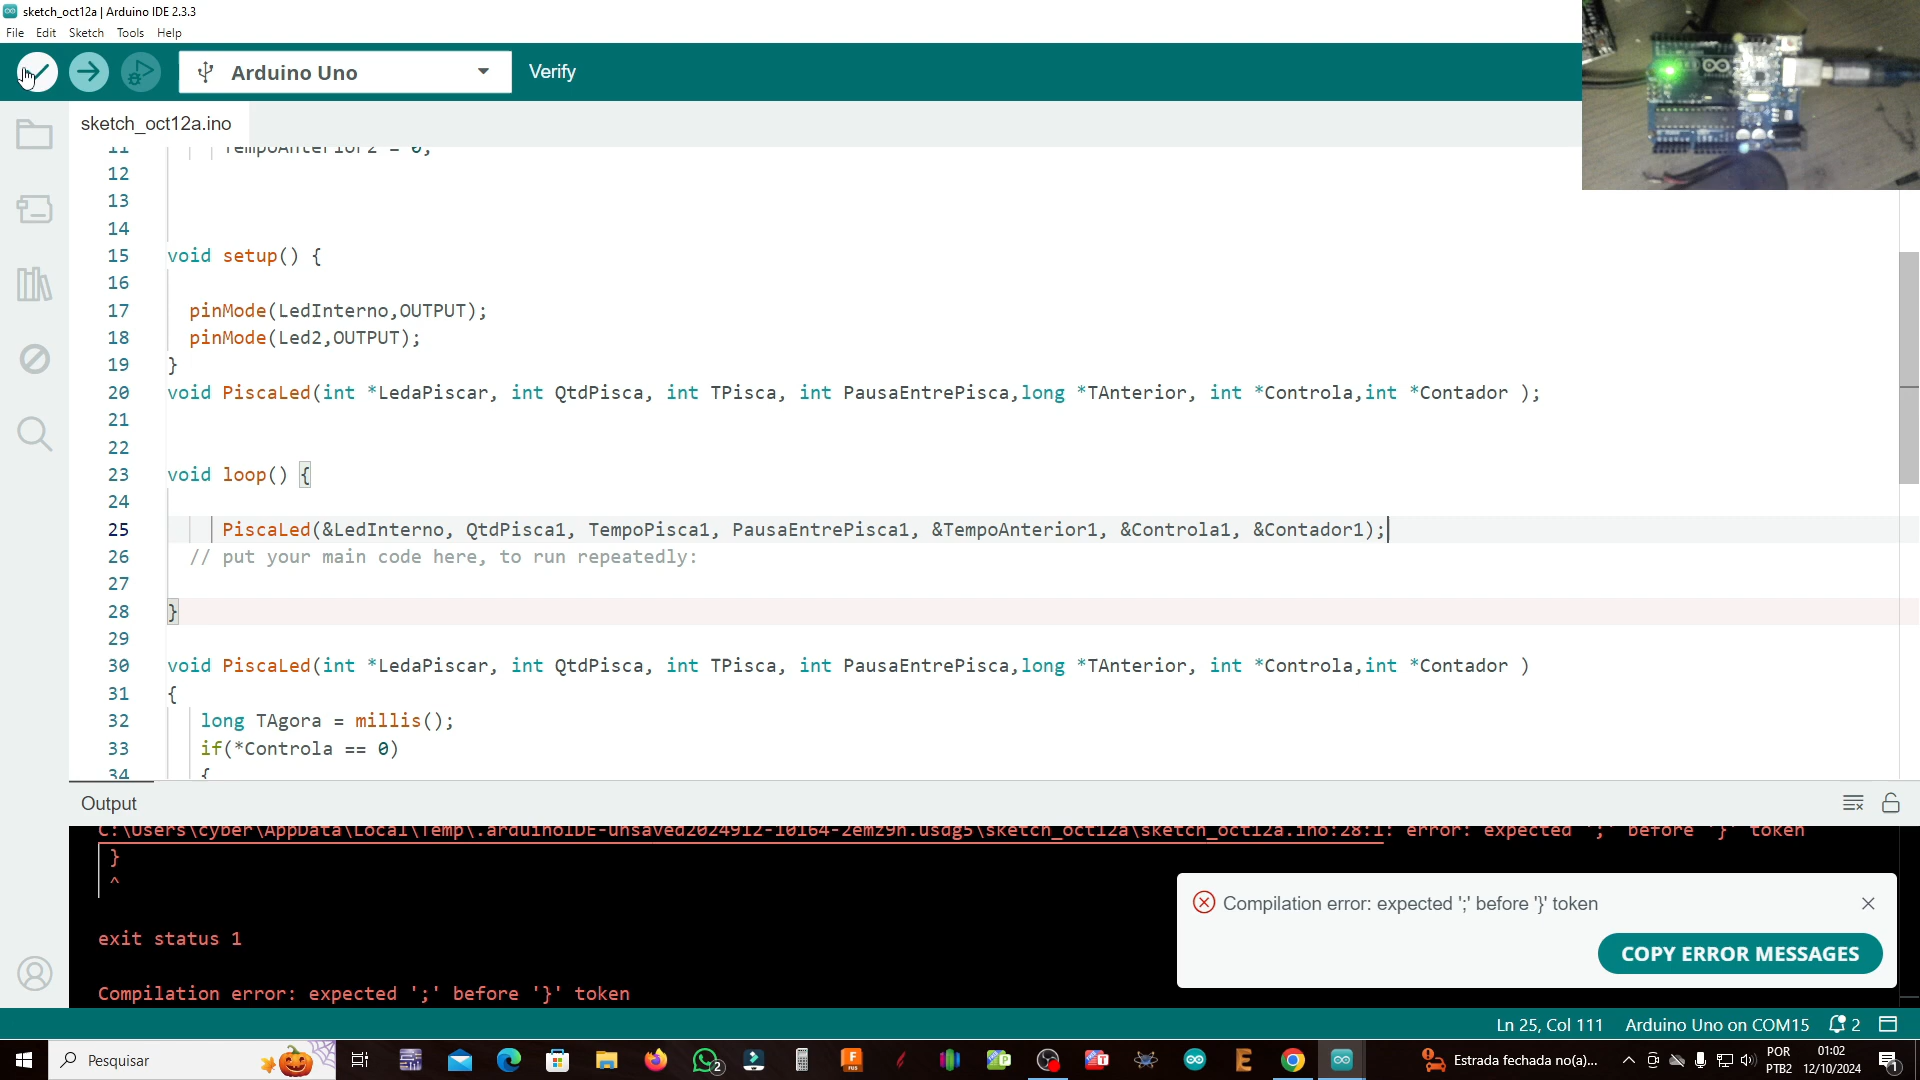 sketch_oct12a | Arduino IDE 2.3.3
File Edit Sketch Tools Help
Arduino Uno
Verify
sketch_oct12a.ino
11 TempoAnterior2 = 0;
12
13
14
15 void setup() {
16
17 pinMode(LedInterno,OUTPUT);
18 pinMode(Led2,OUTPUT);
19 }
20 void PiscaLed(int *LedaPiscar, int QtdPisca, int TPisca, int PausaEntrePisca,long *TAnterior, int *Controla,int *Contador );
21
22
23 void loop() {
24
25 PiscaLed(&LedInterno, QtdPisca1, TempoPisca1, PausaEntrePisca1, &TempoAnterior1, &Controla1, &Contador1);
26 // put your main code here, to run repeatedly:
27
28 }
29
30 void PiscaLed(int *LedaPiscar, int QtdPisca, int TPisca, int PausaEntrePisca,long *TAnterior, int *Controla,int *Contador )
31 {
32 long TAgora = millis();
33 if(*Controla == 0)
34 {
Output
C:\Users\cyber\AppData\Local\Temp\.arduinoIDE-unsaved2024912-10164-2emz9h.usdg5\sketch_oct12a\sketch_oct12a.ino:28:1: error: expected ';' before '}' token
}
^
exit status 1
Compilation error: expected ';' before '}' token
Compilation error: expected ';' before '}' token
COPY ERROR MESSAGES
Ln 25, Col 111 Arduino Uno on COM15 2
Pesquisar
2
Estrada fechada no(a)...
POR
PTB2
01:02
12/10/2024
1